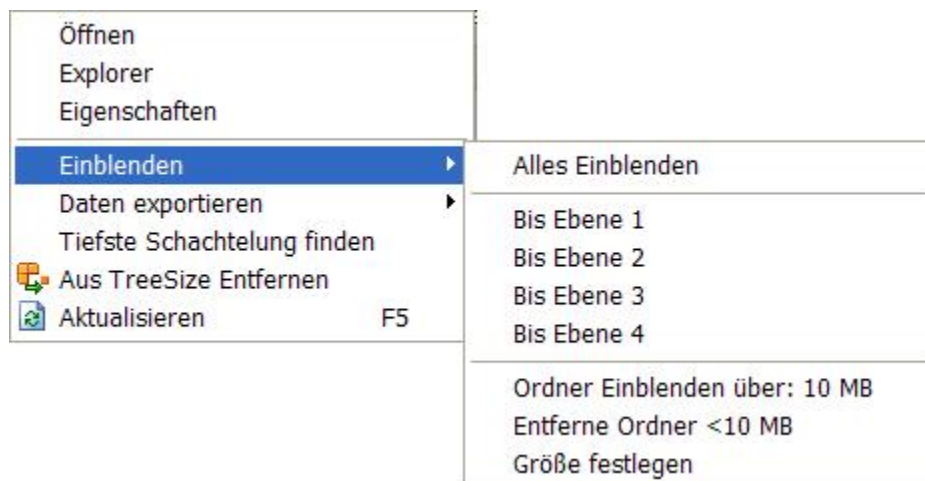 Öffnen
Explorer
Eigenschaften
Einblenden
Daten exportieren
Tiefste Schachtelung finden
Aus TreeSize Entfernen
Aktualisieren F5
Alles Einblenden
Bis Ebene 1
Bis Ebene 2
Bis Ebene 3
Bis Ebene 4
Ordner Einblenden über: 10 MB
Entferne Ordner <10 MB
Größe festlegen